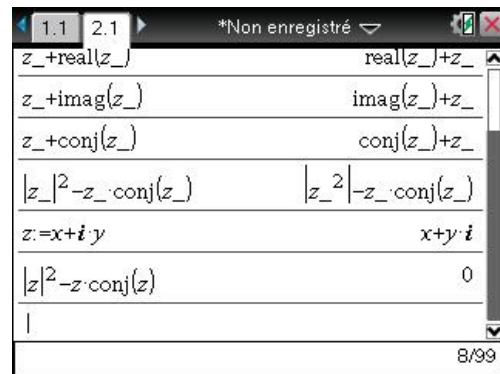 1.1 2.1 *Non enregistré
z_+real(z_) real(z_)+z_
z_+imag(z_) imag(z_)+z_
z_+conj(z_) conj(z_)+z_
|z_|²-z_·conj(z_) |z_²|-z_·conj(z_)
z:=x+i·y x+y·i
|z|²-z·conj(z) 0
8/99